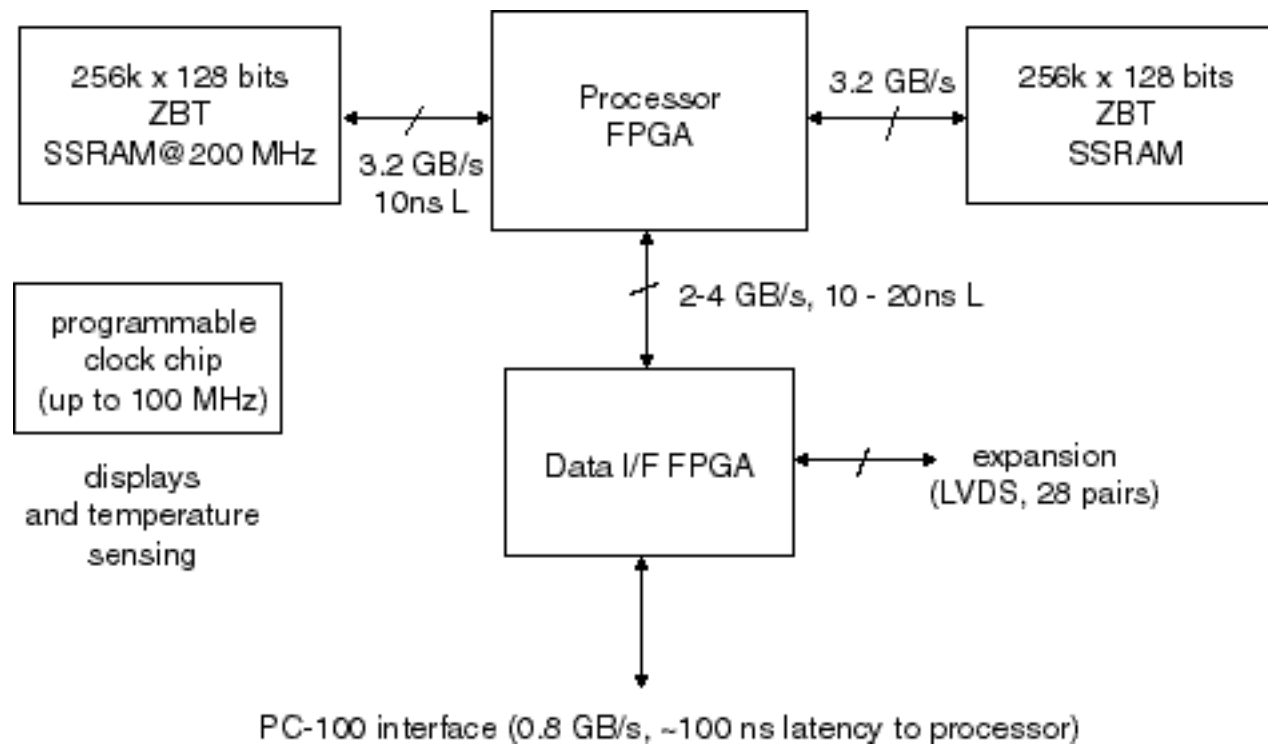 256k x 128 bits
ZBT
SSRAM@200 MHz
3.2 GB/s
10ns L
Processor
FPGA
3.2 GB/s
256k x 128 bits
ZBT
SSRAM
2-4 GB/s, 10 - 20ns L
programmable
clock chip
(up to 100 MHz)
displays
and temperature
sensing
Data I/F FPGA
expansion
(LVDS, 28 pairs)
PC-100 interface (0.8 GB/s, ~100 ns latency to processor)